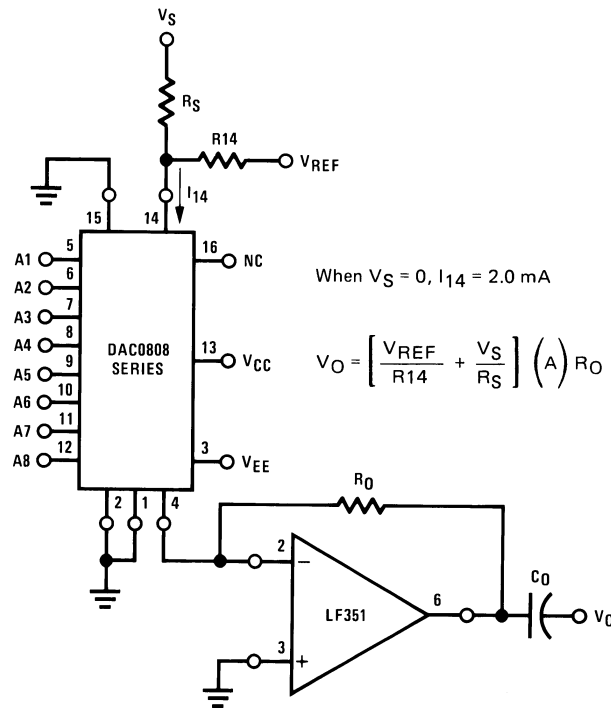 VS
RS
R14
VREF
I14
15
14
A1 5
A2 6
A3 7
A4 8
A5 9
A6 10
A7 11
A8 12
DAC0808
SERIES
16 NC
13 VCC
3 VEE
When VS = 0, I14 = 2.0 mA
VO = [ VREF/R14 + VS/RS ] (A) RO
2 1 4
RO
2
−
LF351
6
3
+
CO
VO